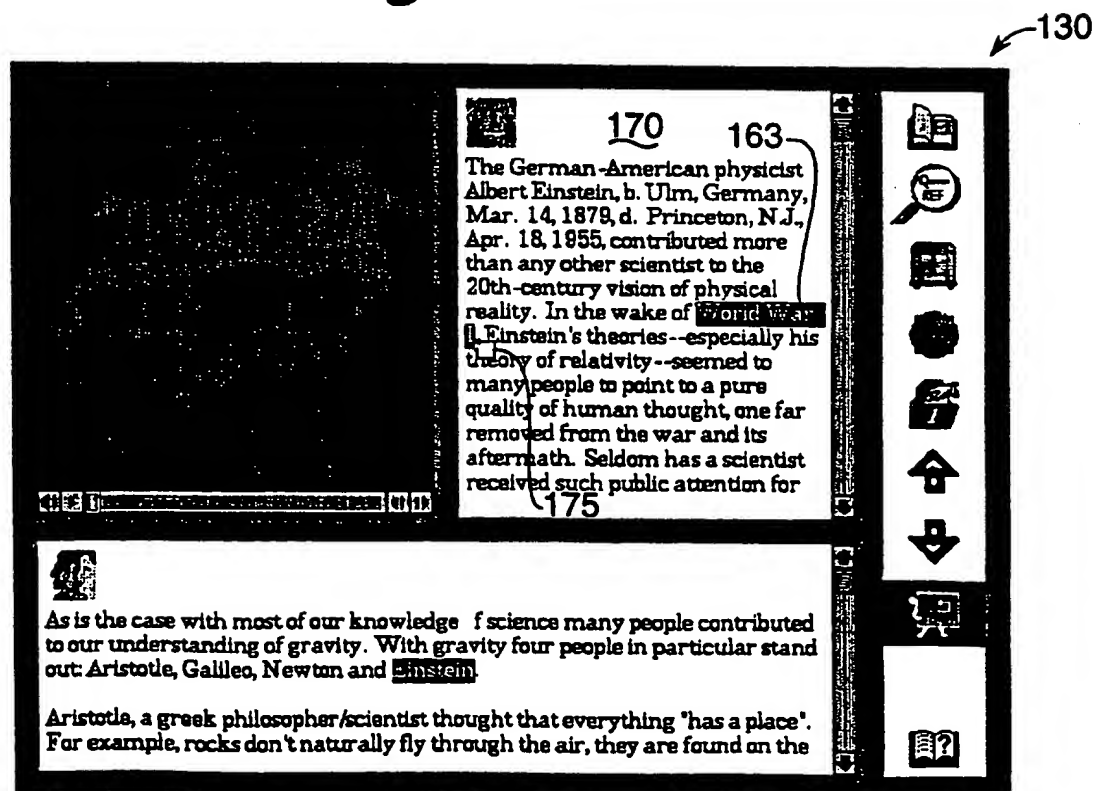 130
170 163
The German-American physicist
Albert Einstein, b. Ulm, Germany,
Mar. 14, 1879, d. Princeton, N.J.,
Apr. 18, 1955, contributed more
than any other scientist to the
20th-century vision of physical
reality. In the wake of World War
I, Einstein's theories--especially his
theory of relativity--seemed to
many people to point to a pure
quality of human thought, one far
removed from the war and its
aftermath. Seldom has a scientist
received such public attention for
175
As is the case with most of our knowledge f science many people contributed
to our understanding of gravity. With gravity four people in particular stand
out: Aristotle, Galileo, Newton and Einstein.
Aristotle, a greek philosopher/scientist thought that everything "has a place".
For example, rocks don't naturally fly through the air, they are found on the
REF
1
?